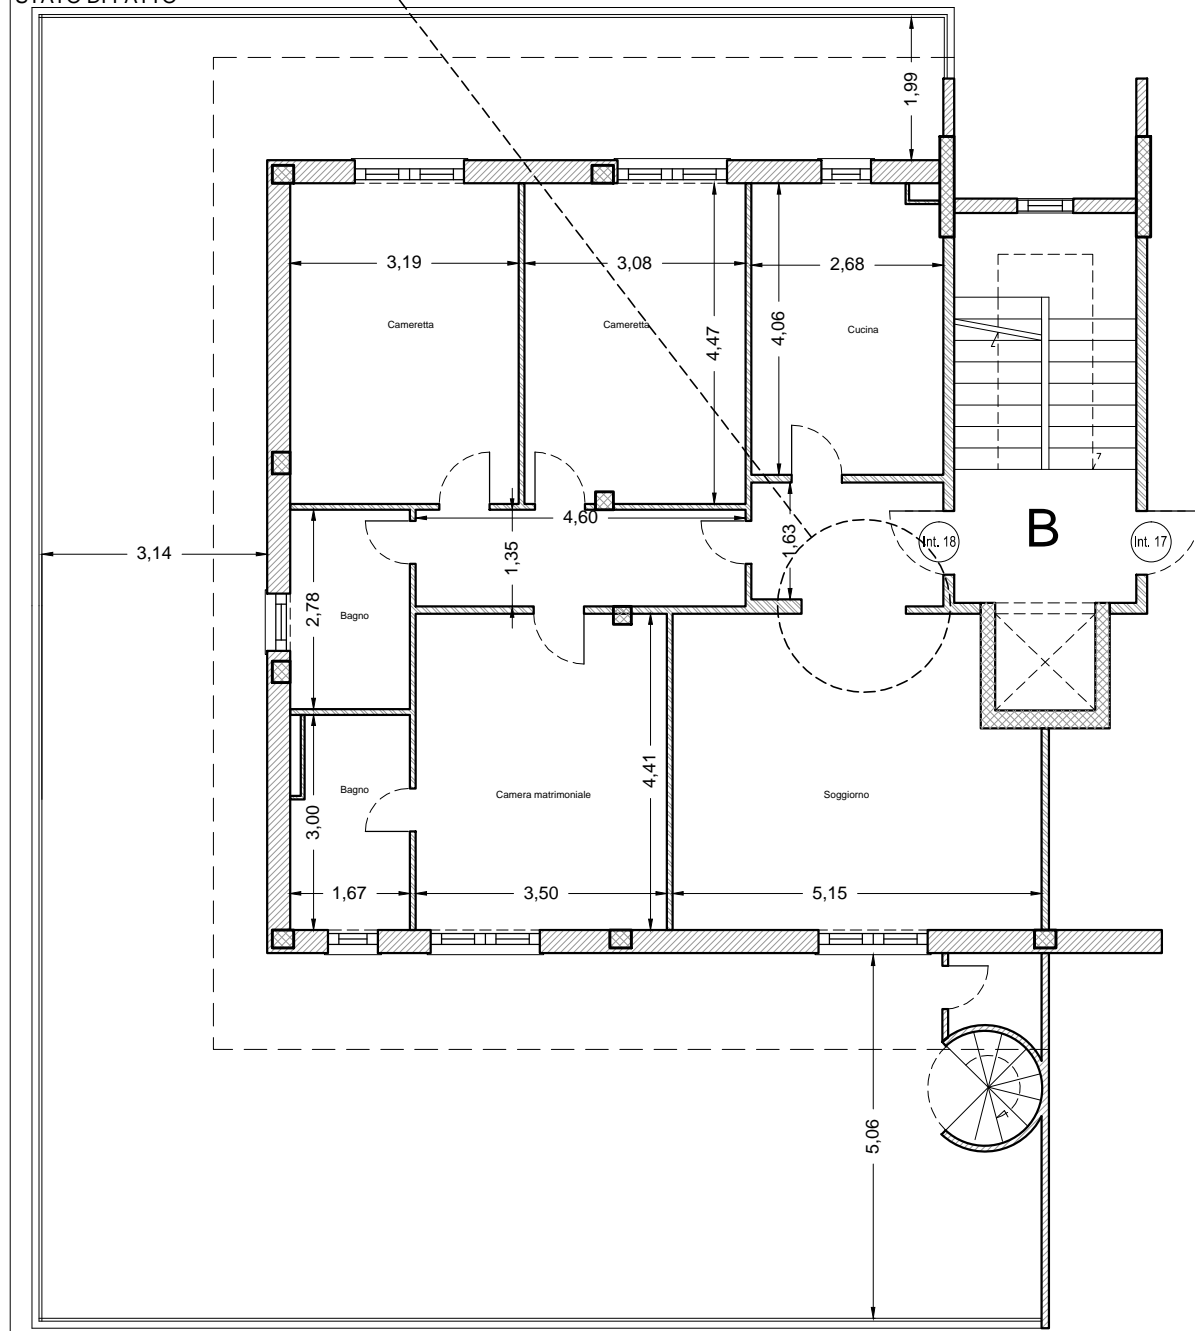 STATO DI FATTO
1,99
3,19
3,08
2,68
Cameretta
Cameretta
Cucina
4,47
4,06
4,60
1,63
1,35
B
Int. 18
Int. 17
3,14
2,78
Bagno
4,41
3,00
Bagno
Camera matrimoniale
Soggiorno
1,67
3,50
5,15
5,06